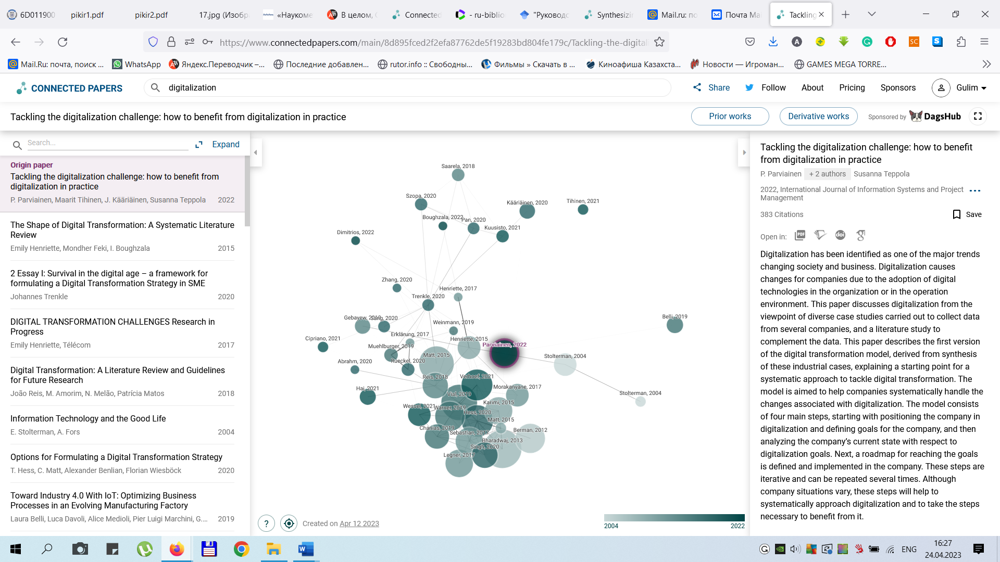 6D011900
pikir1.pdf
pikir2.pdf
17.jpg (Изобр
«Наукоме
В целом, (
Connected
- ru-biblio
"Руководс
Synthesizi
Mail.ru: по
Почта Ma
Tackling
https://www.connectedpapers.com/main/8d895fced2f2efa87762de5f19283bd804fe179c/Tackling-the-digital
Mail.Ru: почта, поиск ...
WhatsApp
Яндекс.Переводчик –...
Последние добавлен...
rutor.info :: Свободны...
Фильмы » Скачать в ...
Киноафиша Казахста...
Новости — Игроман...
GAMES MEGA TORRE...
CONNECTED PAPERS
digitalization
Share
Follow
About
Pricing
Sponsors
Gulim
Tackling the digitalization challenge: how to benefit from digitalization in practice
Prior works
Derivative works
Sponsored by DagsHub
Search...
Expand
Origin paper
Tackling the digitalization challenge: how to benefit from
digitalization in practice
P. Parviainen, Maarit Tihinen, J. Kääriäinen, Susanna Teppola 2022
The Shape of Digital Transformation: A Systematic Literature
Review
Emily Henriette, Mondher Feki, I. Boughzala 2015
2 Essay I: Survival in the digital age – a framework for
formulating a Digital Transformation Strategy in SME
Johannes Trenkle 2020
DIGITAL TRANSFORMATION CHALLENGES Research in
Progress
Emily Henriette, Télécom 2017
Digital Transformation: A Literature Review and Guidelines
for Future Research
João Reis, M. Amorim, N. Melão, Patrícia Matos 2018
Information Technology and the Good Life
E. Stolterman, A. Fors 2004
Options for Formulating a Digital Transformation Strategy
T. Hess, C. Matt, Alexander Benlian, Florian Wiesböck 2020
Toward Industry 4.0 With IoT: Optimizing Business
Processes in an Evolving Manufacturing Factory
Laura Belli, Luca Davoli, Alice Medioli, Pier Luigi Marchini, G.... 2019
Saarela, 2018
Szopa, 2020
Kääriäinen, 2020
Tihinen, 2021
Boughzala, 2022
Pan, 2020
Kuusisto, 2021
Dimitrios, 2022
Zhang, 2020
Henriette, 2017
Trenkle, 2020
Gebayew, 2018
Sang, 2020
Belli, 2019
Weinmann, 2019
Erklärung, 2017
Cipriano, 2021
Henriette, 2015
Parviainen, 2022
Muehlburger, 2019
Matt, 2015
Stolterman, 2004
Abrahm, 2020
Rueckel, 2020
Reis, 2018
Verhoef, 2021
Hai, 2021
Morakanyane, 2017
Vial, 2019
Stolterman, 2004
Wessel, 2021
Warner, 2019
Karimi, 2015
Hess, 2020
Matt, 2015
Chanias, 2019
Sebastian, 2017
Berman, 2012
Bharadwaj, 2013
Singh, 2020
Legner, 2017
?
Created on Apr 12 2023
2004
2022
Tackling the digitalization challenge: how to benefit
from digitalization in practice
P. Parviainen + 2 authors Susanna Teppola
2022, International Journal of Information Systems and Project
Management
383 Citations
Save
Open in:
PDF
doi
Digitalization has been identified as one of the major trends
changing society and business. Digitalization causes
changes for companies due to the adoption of digital
technologies in the organization or in the operation
environment. This paper discusses digitalization from the
viewpoint of diverse case studies carried out to collect data
from several companies, and a literature study to
complement the data. This paper describes the first version
of the digital transformation model, derived from synthesis
of these industrial cases, explaining a starting point for a
systematic approach to tackle digital transformation. The
model is aimed to help companies systematically handle the
changes associated with digitalization. The model consists
of four main steps, starting with positioning the company in
digitalization and defining goals for the company, and then
analyzing the company’s current state with respect to
digitalization goals. Next, a roadmap for reaching the goals
is defined and implemented in the company. These steps are
iterative and can be repeated several times. Although
company situations vary, these steps will help to
systematically approach digitalization and to take the steps
necessary to benefit from it.
ENG
16:27
24.04.2023